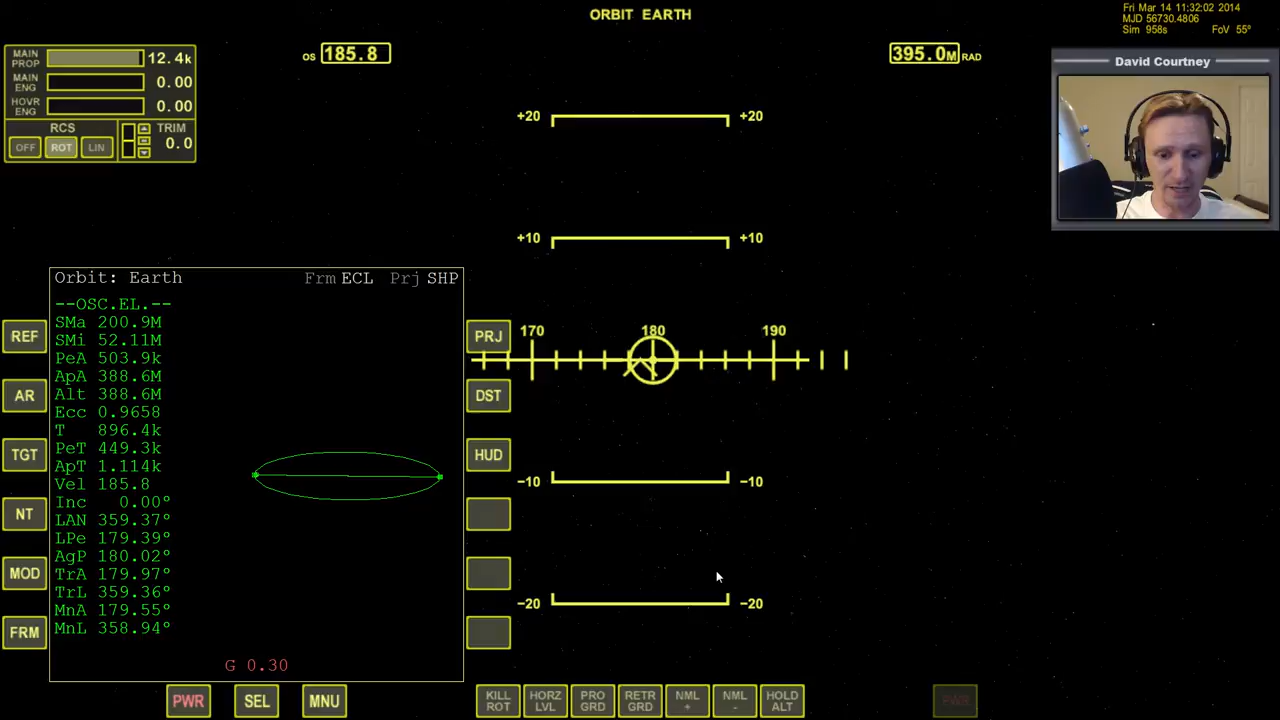 ORBIT EARTH
Fri Mar 14 11:32:02 2014
MJD 56730.4806
Sim 958s FoV 55°
OS 185.8
395.0M RAD
David Courtney
MAIN PROP 12.4k
MAIN ENG 0.00
HOVR ENG 0.00
RCS TRIM
OFF ROT LIN 0.0
+20 +20
+10 +10
170 180 190
-10 -10
-20 -20
Orbit: Earth Frm ECL Prj SHP
--OSC.EL.--
SMa 200.9M
SMi 52.11M
PeA 503.9k
ApA 388.6M
Alt 388.6M
Ecc 0.9658
T 896.4k
PeT 449.3k
ApT 1.114k
Vel 185.8
Inc 0.00°
LAN 359.37°
LPe 179.39°
AgP 180.02°
TrA 179.97°
TrL 359.36°
MnA 179.55°
MnL 358.94°
G 0.30
REF
AR
TGT
NT
MOD
FRM
PRJ
DST
HUD
PWR SEL MNU
KILL ROT
HORZ LVL
PRO GRD
RETR GRD
NML +
NML -
HOLD ALT
PWR